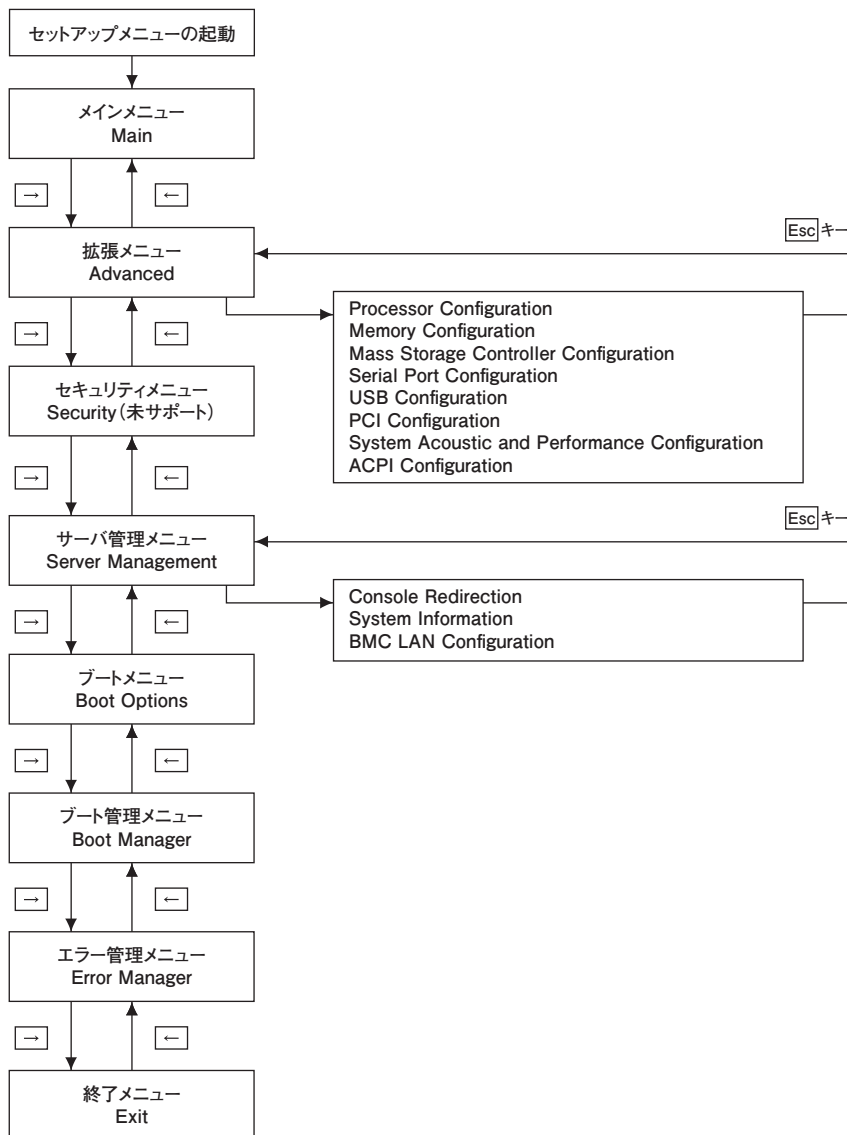 セットアップメニューの起動
メインメニュー
Main
→
←
拡張メニュー
Advanced
Escキー
Processor Configuration
Memory Configuration
Mass Storage Controller Configuration
Serial Port Configuration
USB Configuration
PCI Configuration
System Acoustic and Performance Configuration
ACPI Configuration
→
←
セキュリティメニュー
Security（未サポート）
→
←
サーバ管理メニュー
Server Management
Escキー
Console Redirection
System Information
BMC LAN Configuration
→
←
ブートメニュー
Boot Options
→
←
ブート管理メニュー
Boot Manager
→
←
エラー管理メニュー
Error Manager
→
←
終了メニュー
Exit